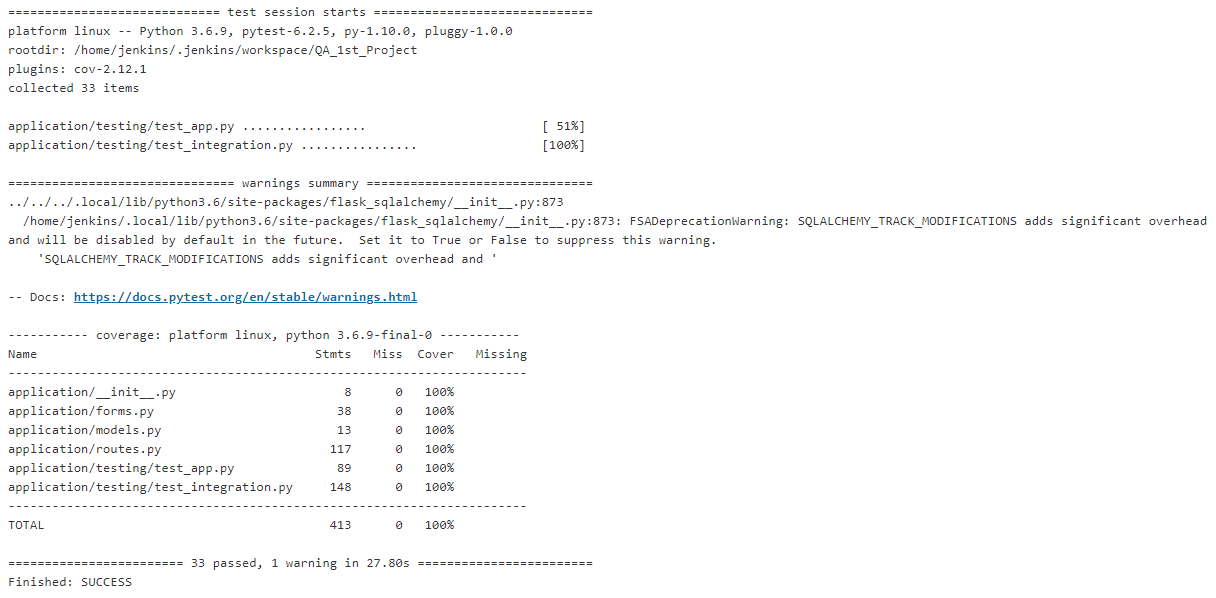 ============================= test session starts ==============================
platform linux -- Python 3.6.9, pytest-6.2.5, py-1.10.0, pluggy-1.0.0
rootdir: /home/jenkins/.jenkins/workspace/QA_1st_Project
plugins: cov-2.12.1
collected 33 items
application/testing/test_app.py .................                        [ 51%]
application/testing/test_integration.py ................                 [100%]
=============================== warnings summary ===============================
../../../.local/lib/python3.6/site-packages/flask_sqlalchemy/__init__.py:873
  /home/jenkins/.local/lib/python3.6/site-packages/flask_sqlalchemy/__init__.py:873: FSADeprecationWarning: SQLALCHEMY_TRACK_MODIFICATIONS adds significant overhead
and will be disabled by default in the future.  Set it to True or False to suppress this warning.
    'SQLALCHEMY_TRACK_MODIFICATIONS adds significant overhead and '
-- Docs: https://docs.pytest.org/en/stable/warnings.html
----------- coverage: platform linux, python 3.6.9-final-0 -----------
Name                                      Stmts   Miss  Cover   Missing
-----------------------------------------------------------------------
application/__init__.py                       8      0   100%
application/forms.py                         38      0   100%
application/models.py                        13      0   100%
application/routes.py                       117      0   100%
application/testing/test_app.py              89      0   100%
application/testing/test_integration.py     148      0   100%
-----------------------------------------------------------------------
TOTAL                                       413      0   100%
======================== 33 passed, 1 warning in 27.80s ========================
Finished: SUCCESS